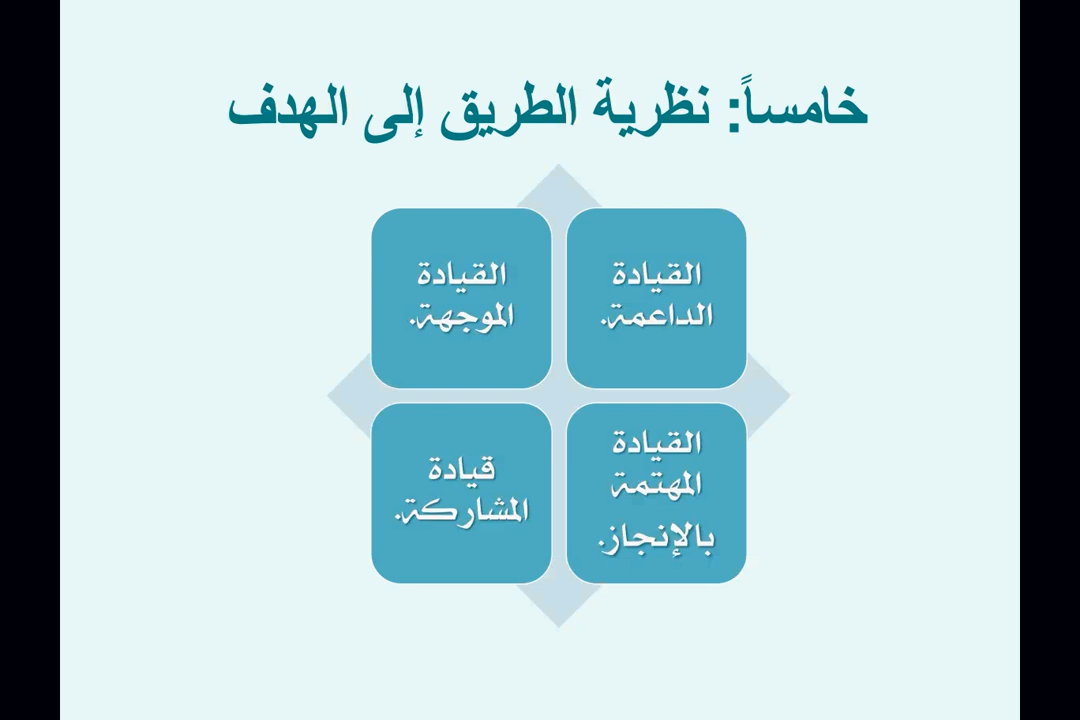 خامساً: نظرية الطريق إلى الهدف
القيادة
الداعمة.
القيادة
الموجهة.
القيادة
المهتمة
بالإنجاز.
قيادة
المشاركة.